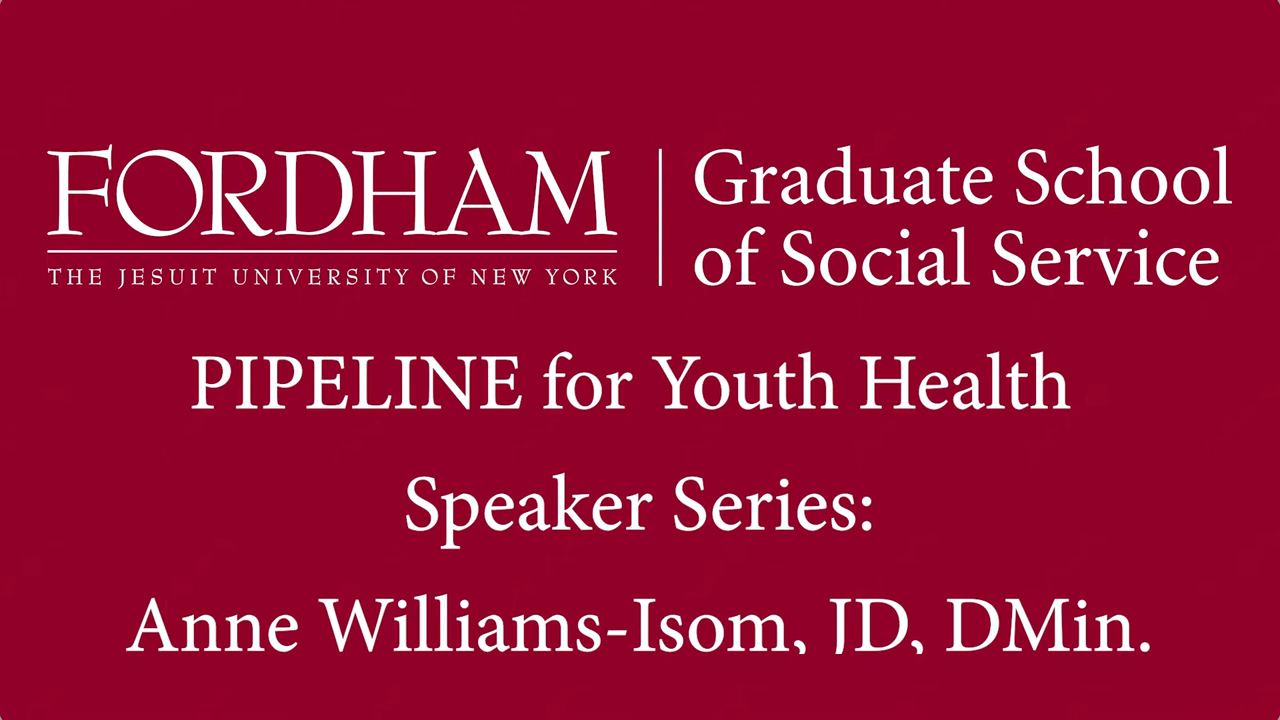 FORDHAM
THE JESUIT UNIVERSITY OF NEW YORK
Graduate School
of Social Service
PIPELINE for Youth Health
Speaker Series:
Anne Williams-Isom, JD, DMin.